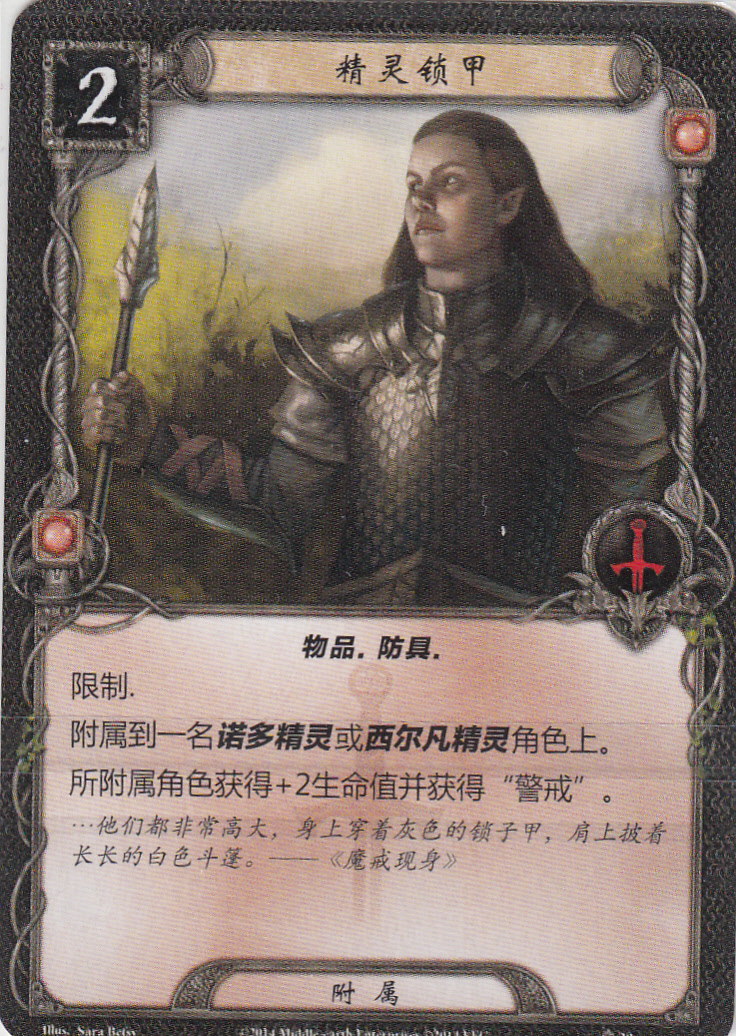 2
精灵锁甲
物品. 防具.
限制.
附属到一名诺多精灵或西尔凡精灵角色上。
所附属角色获得+2生命值并获得“警戒”。
…他们都非常高大，身上穿着灰色的锁子甲，肩上披着
长长的白色斗篷。——《魔戒现身》
附属
Illus. Sara Betsy
©2014 Middle-earth Enterprises